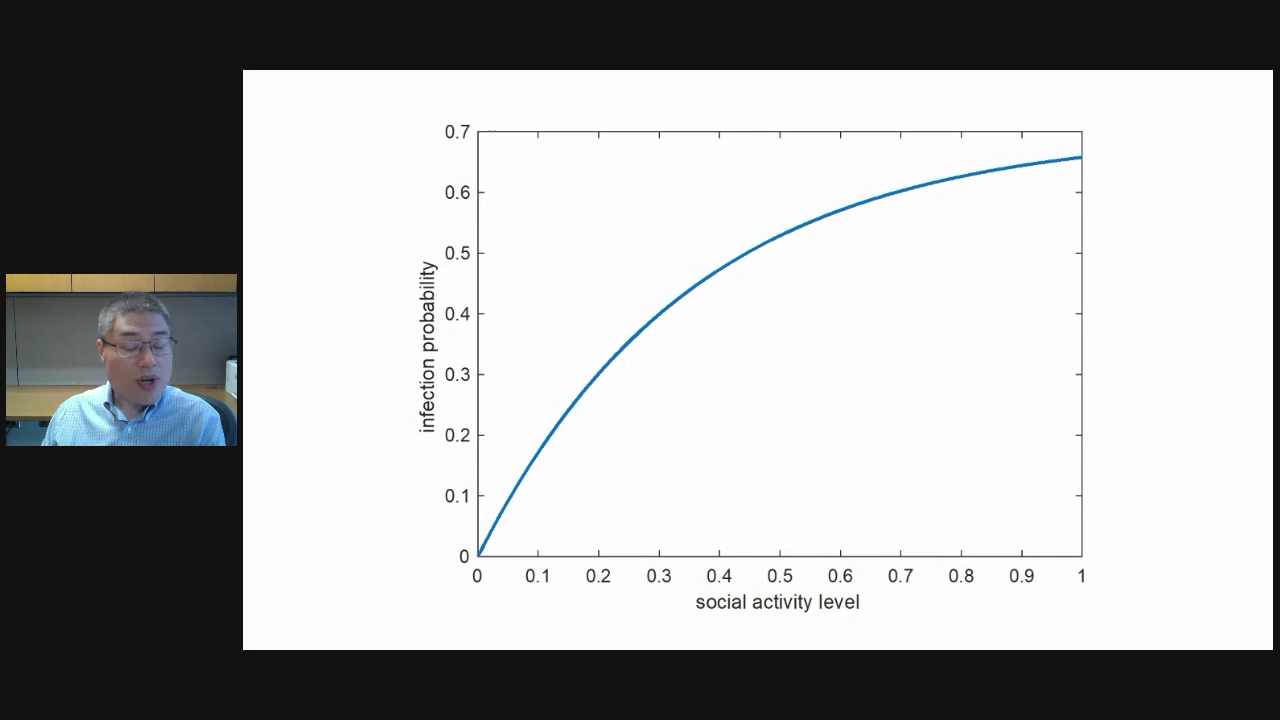 0.7
0.6
0.5
0.4
0.3
0.2
0.1
0
infection probability
0 0.1 0.2 0.3 0.4 0.5 0.6 0.7 0.8 0.9 1
social activity level